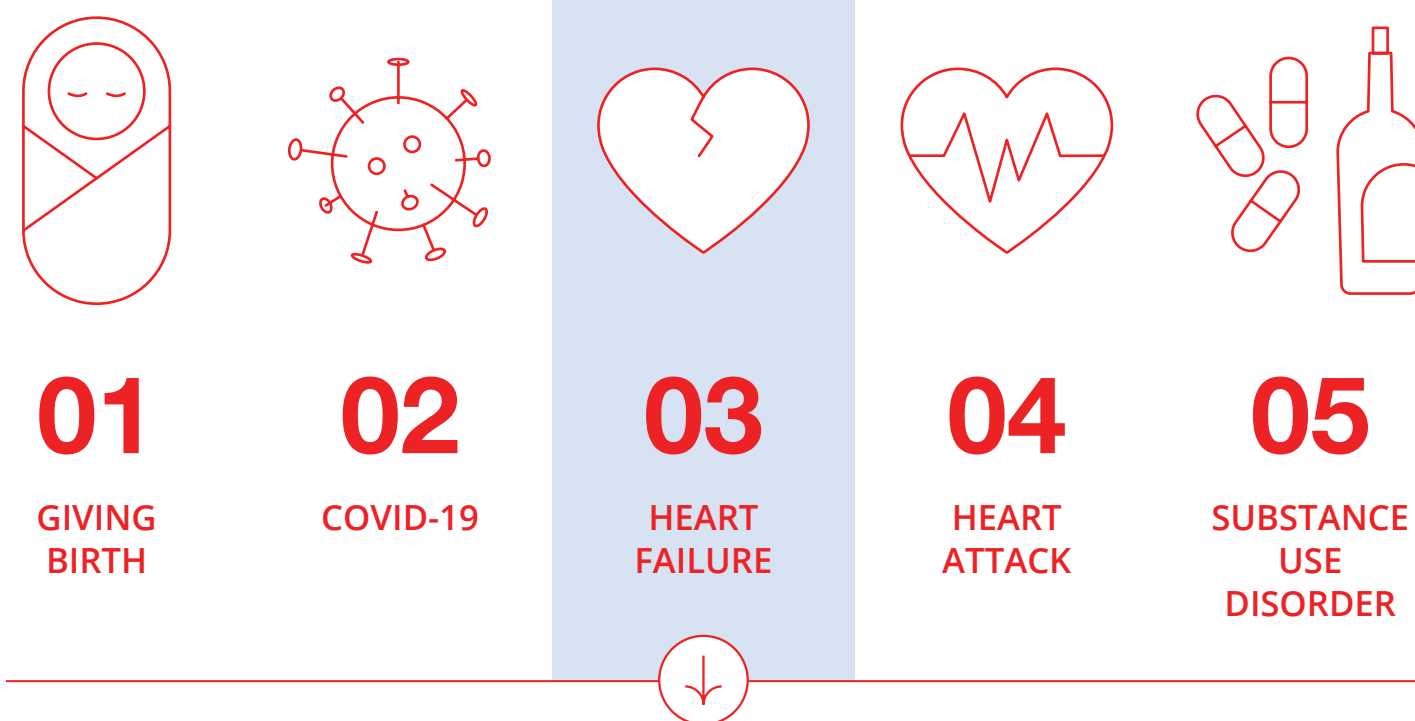 01
GIVING
BIRTH
02
COVID-19
03
HEART
FAILURE
04
HEART
ATTACK
05
SUBSTANCE
USE
DISORDER